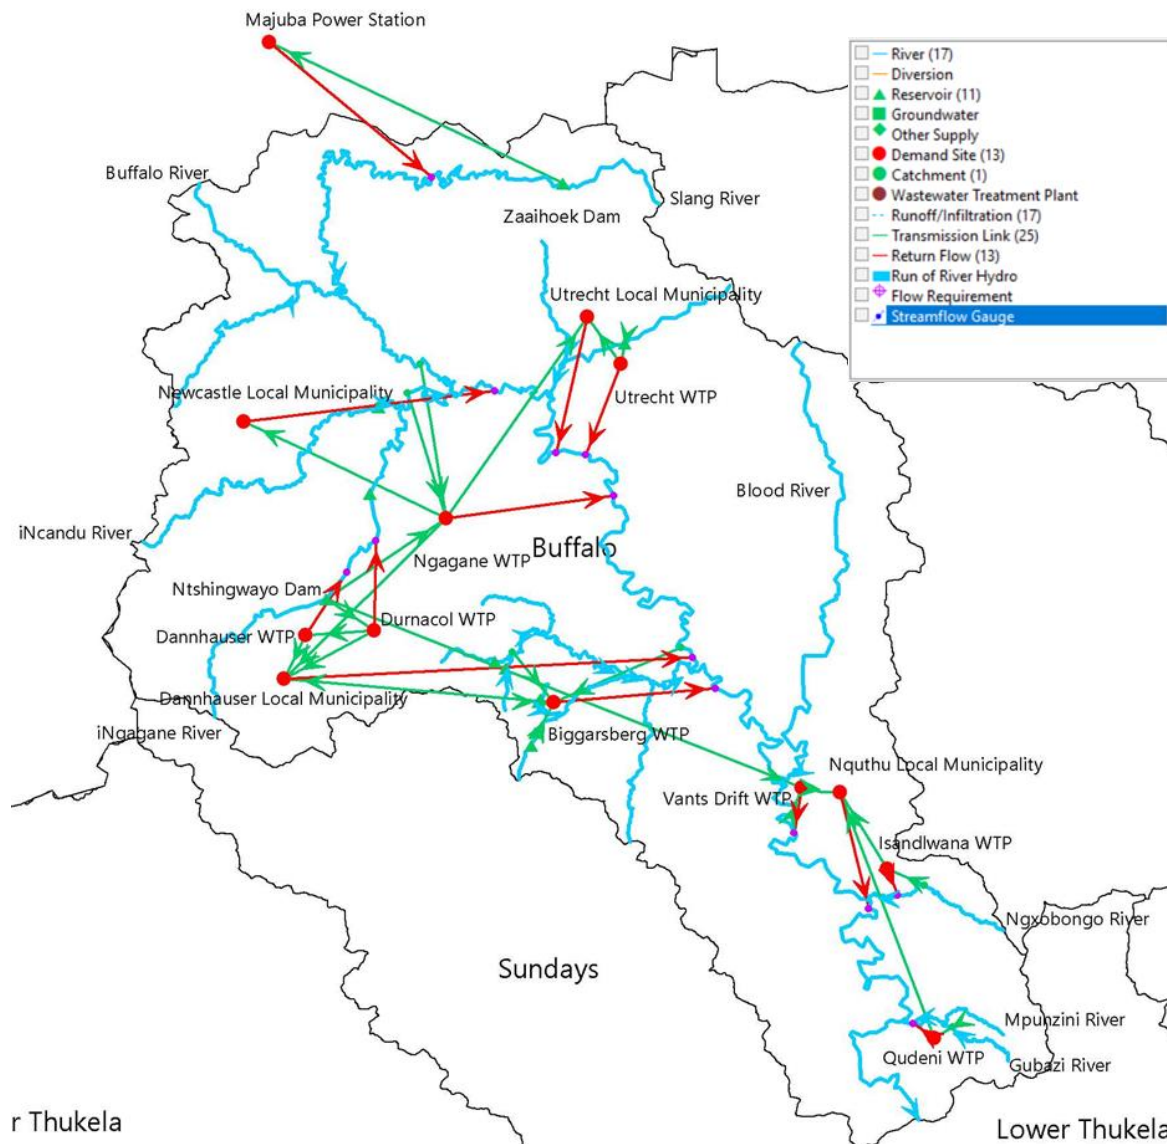 Majuba Power Station
River (17)
Diversion
Reservoir (11)
Groundwater
Other Supply
Demand Site (13)
Catchment (1)
Wastewater Treatment Plant
Runoff/Infiltration (17)
Transmission Link (25)
Return Flow (13)
Run of River Hydro
Flow Requirement
Streamflow Gauge
Buffalo River
Slang River
Zaaihoek Dam
Utrecht Local Municipality
Newcastle Local Municipality
Utrecht WTP
Blood River
iNcandu River
Buffalo
Ngagane WTP
Ntshingwayo Dam
Durnacol WTP
Dannhauser WTP
Dannhauser Local Municipality
iNgagane River
Biggarsberg WTP
Nquthu Local Municipality
Vants Drift WTP
Isandlwana WTP
Ngxobongo River
Sundays
Mpunzini River
Qudeni WTP
Gubazi River
r Thukela
Lower Thukela